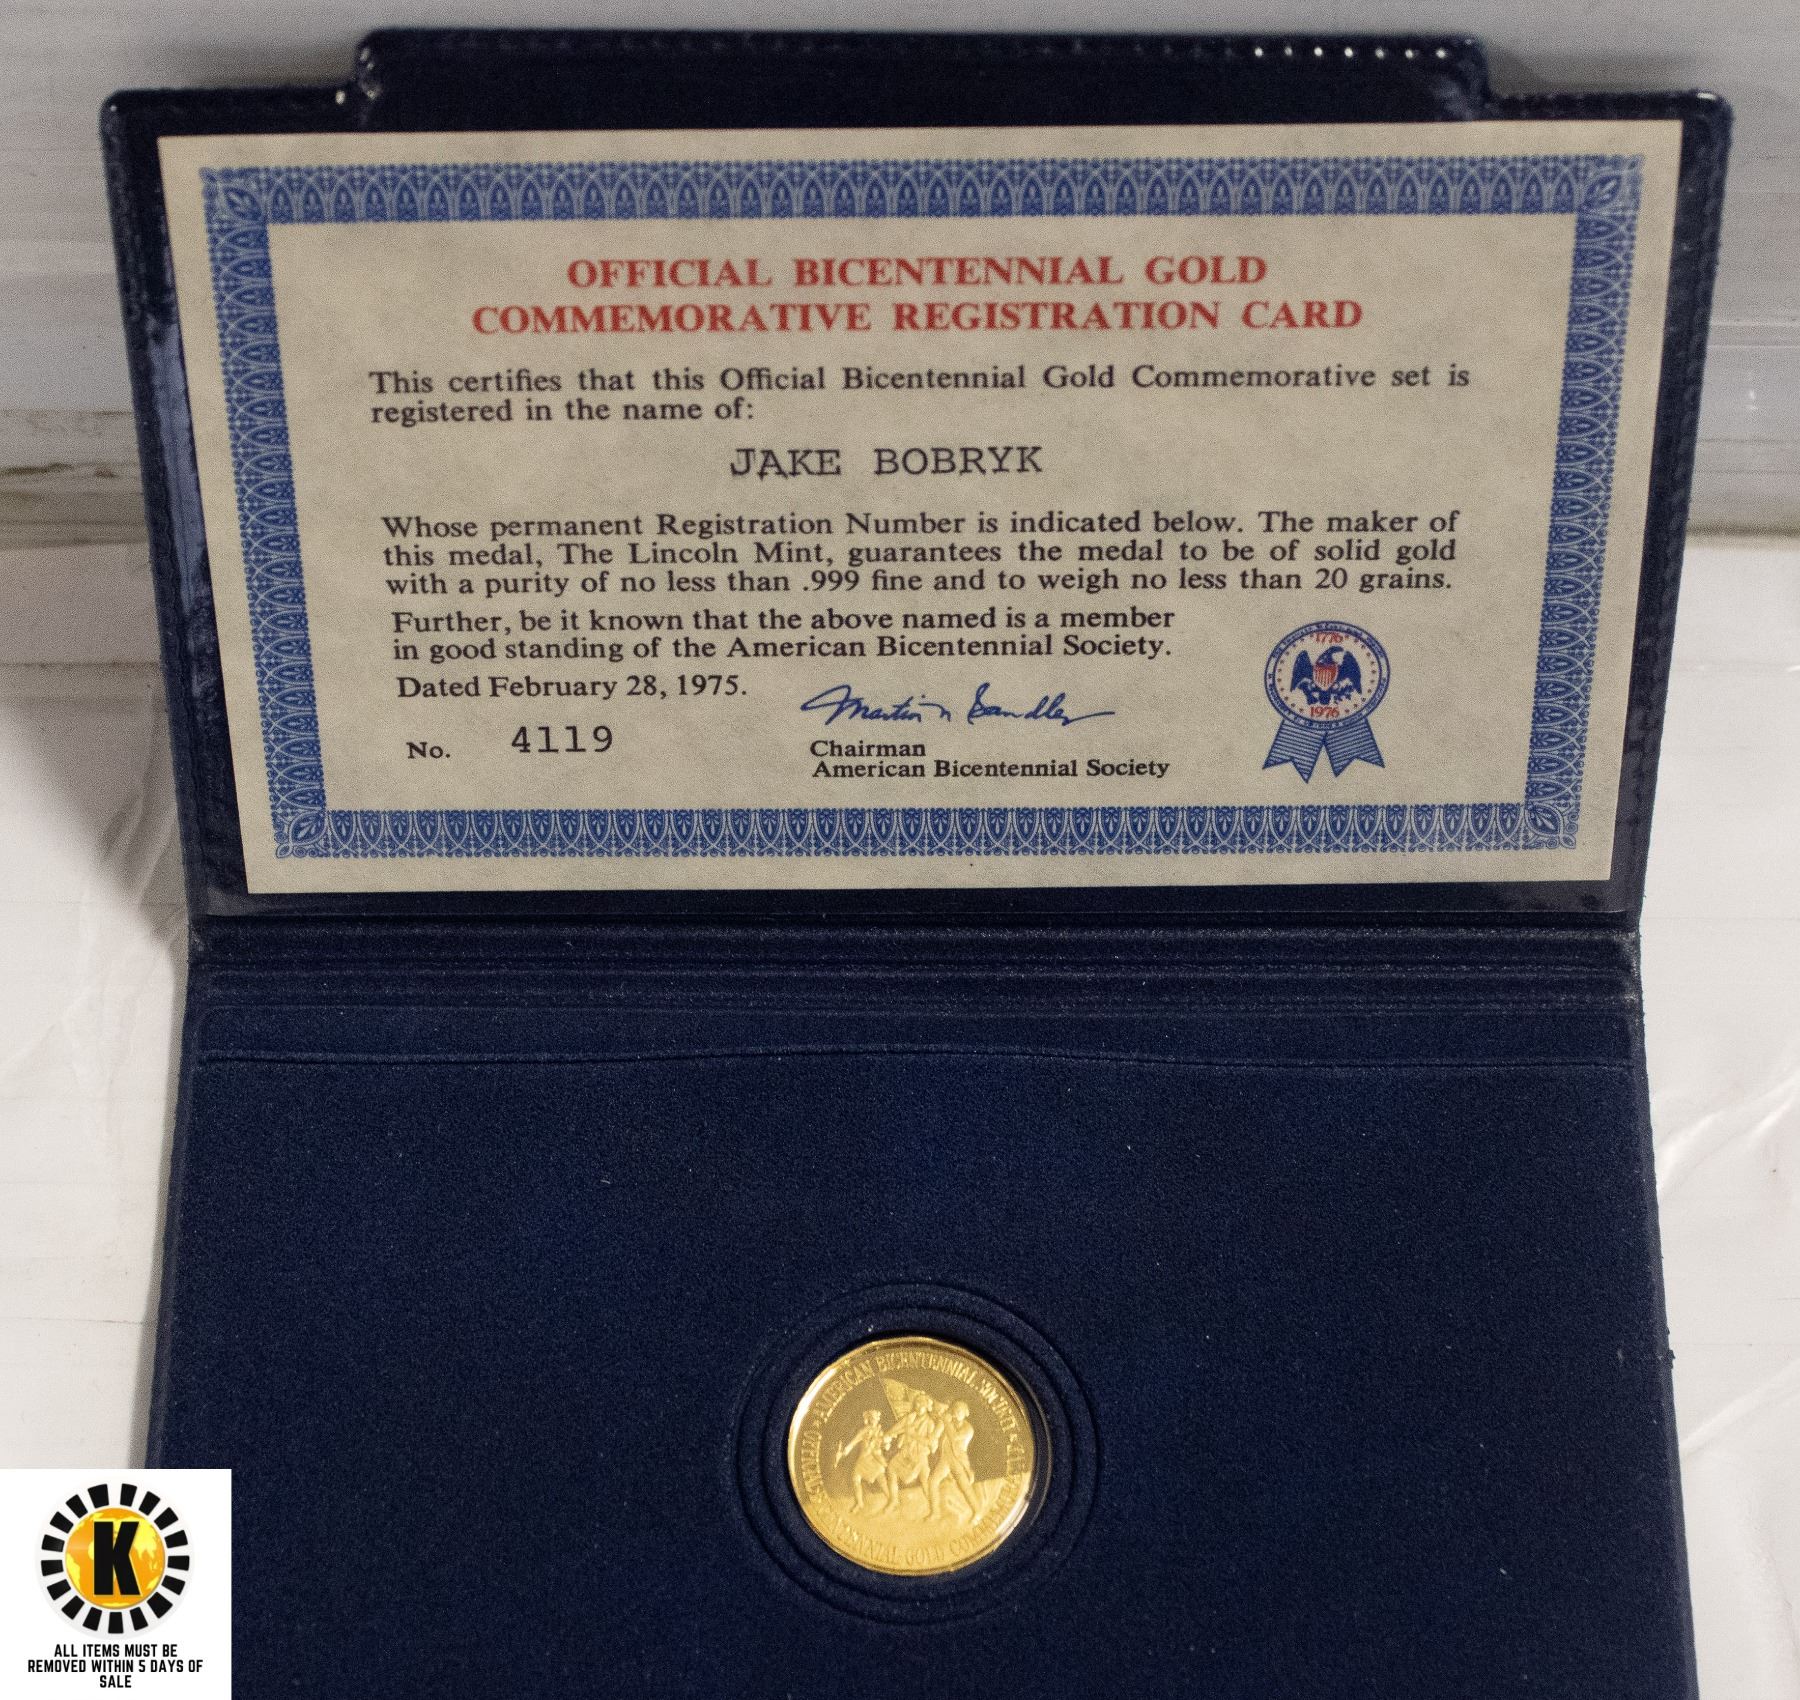 OFFICIAL BICENTENNIAL GOLD
COMMEMORATIVE REGISTRATION CARD
This certifies that this Official Bicentennial Gold Commemorative set is
registered in the name of:
JAKE BOBRYK
Whose permanent Registration Number is indicated below. The maker of
this medal, The Lincoln Mint, guarantees the medal to be of solid gold
with a purity of no less than .999 fine and to weigh no less than 20 grains.
Further, be it known that the above named is a member
in good standing of the American Bicentennial Society.
Dated February 28, 1975.
Martin Sandler
No. 4119
Chairman
American Bicentennial Society
1776
1976
AMERICAN BICENTENNIAL SOCIETY
OFFICIAL BICENTENNIAL GOLD
K
ALL ITEMS MUST BE
REMOVED WITHIN 5 DAYS OF
SALE